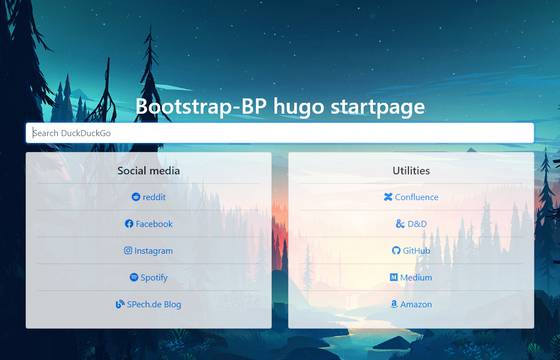 Bootstrap-BP hugo startpage
Search DuckDuckGo
Social media
reddit
Facebook
Instagram
Spotify
SPech.de Blog
Utilities
Confluence
D&D
GitHub
Medium
Amazon